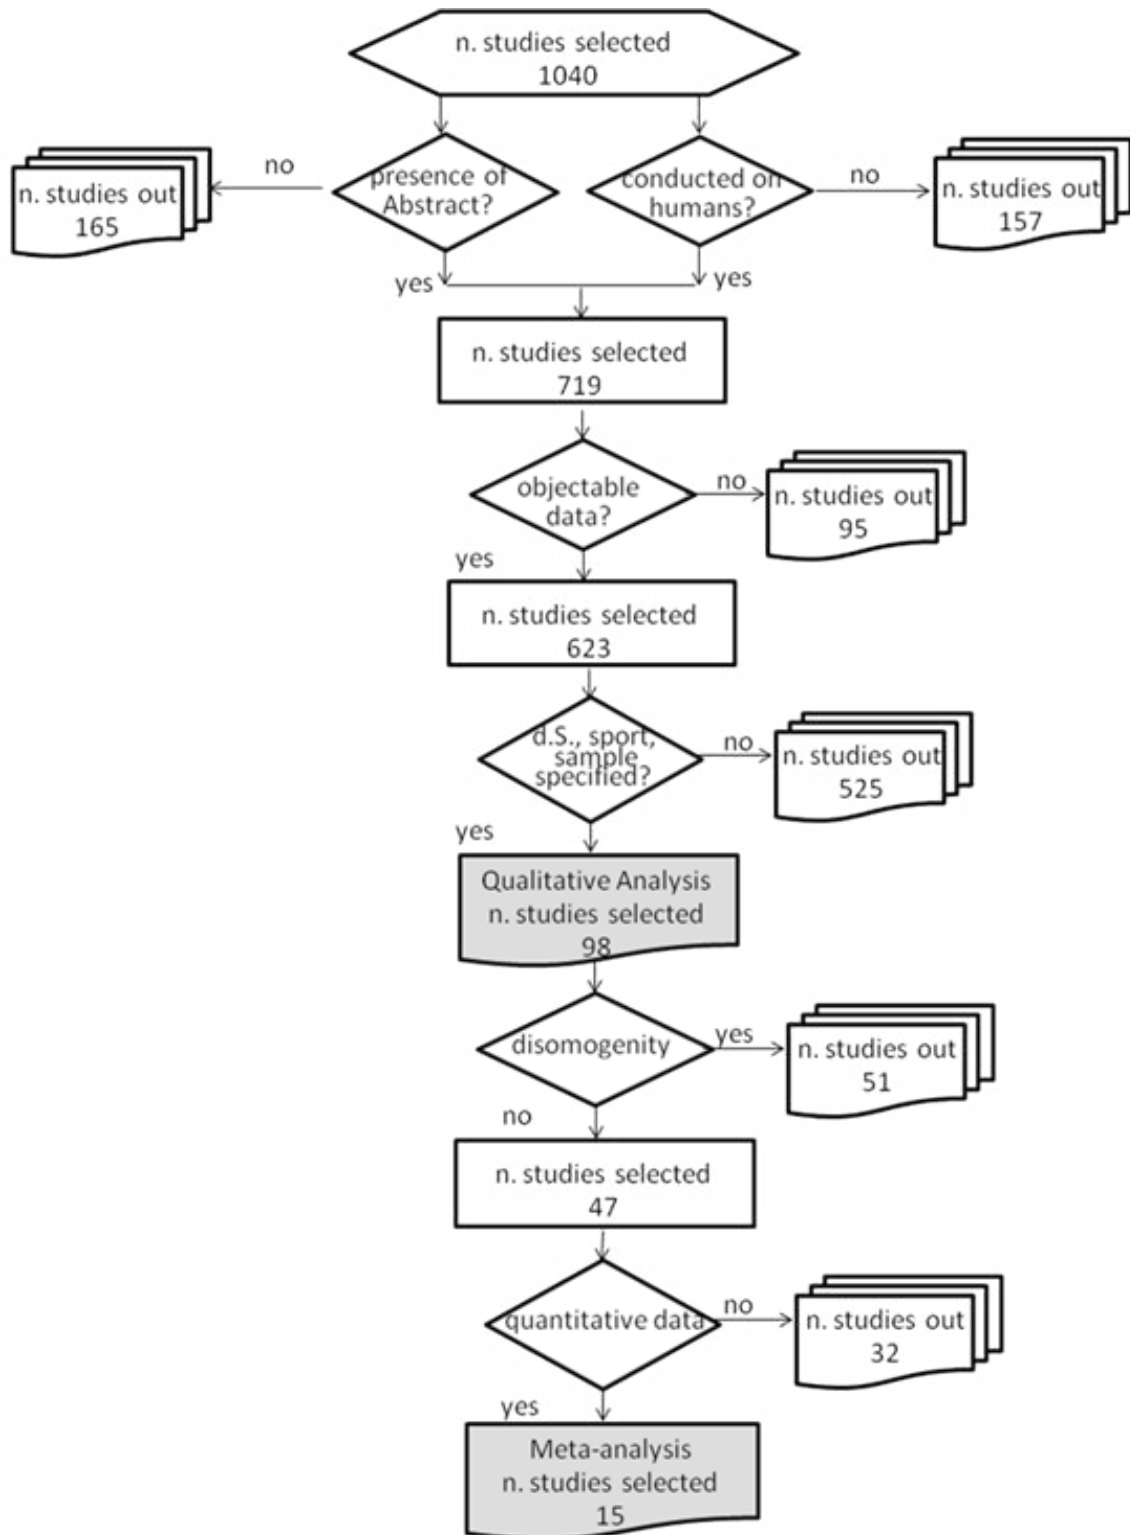 n. studies selected
1040
no
presence of
Abstract?
conducted on
humans?
no
n. studies out
165
n. studies out
157
yes
yes
n. studies selected
719
objectable
data?
no
n. studies out
95
yes
n. studies selected
623
d.S., sport,
sample
specified?
no
n. studies out
525
yes
Qualitative Analysis
n. studies selected
98
disomogenity
yes
n. studies out
51
no
n. studies selected
47
quantitative data
no
n. studies out
32
yes
Meta-analysis
n. studies selected
15